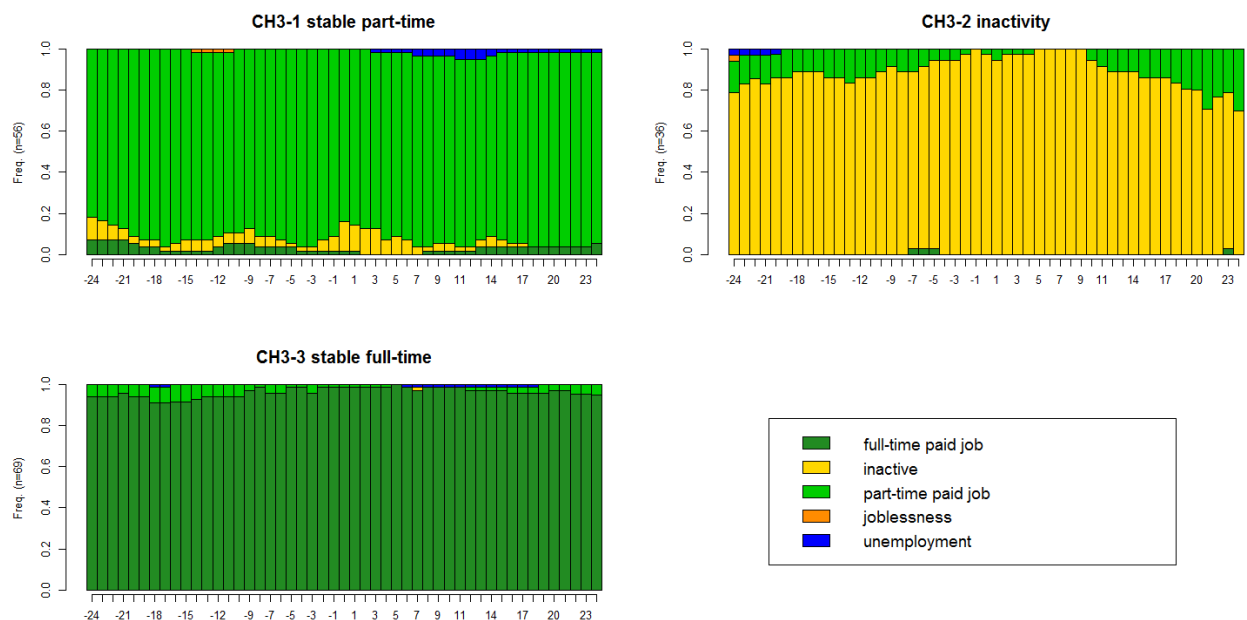 CH3-1 stable part-time
Freq. (n=56)
0.0 0.2 0.4 0.6 0.8 1.0
-24 -21 -18 -15 -12 -9 -7 -5 -3 -1 1 3 5 7 9 11 14 17 20 23
CH3-2 inactivity
Freq. (n=36)
0.0 0.2 0.4 0.6 0.8 1.0
-24 -21 -18 -15 -12 -9 -7 -5 -3 -1 1 3 5 7 9 11 14 17 20 23
CH3-3 stable full-time
Freq. (n=69)
0.0 0.2 0.4 0.6 0.8 1.0
-24 -21 -18 -15 -12 -9 -7 -5 -3 -1 1 3 5 7 9 11 14 17 20 23
full-time paid job
inactive
part-time paid job
joblessness
unemployment